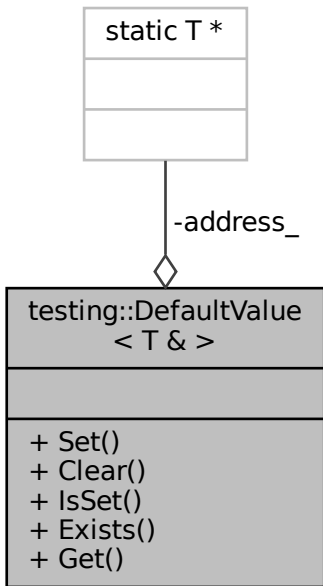 static T *
-address_
testing::DefaultValue
< T & >
+ Set()
+ Clear()
+ IsSet()
+ Exists()
+ Get()